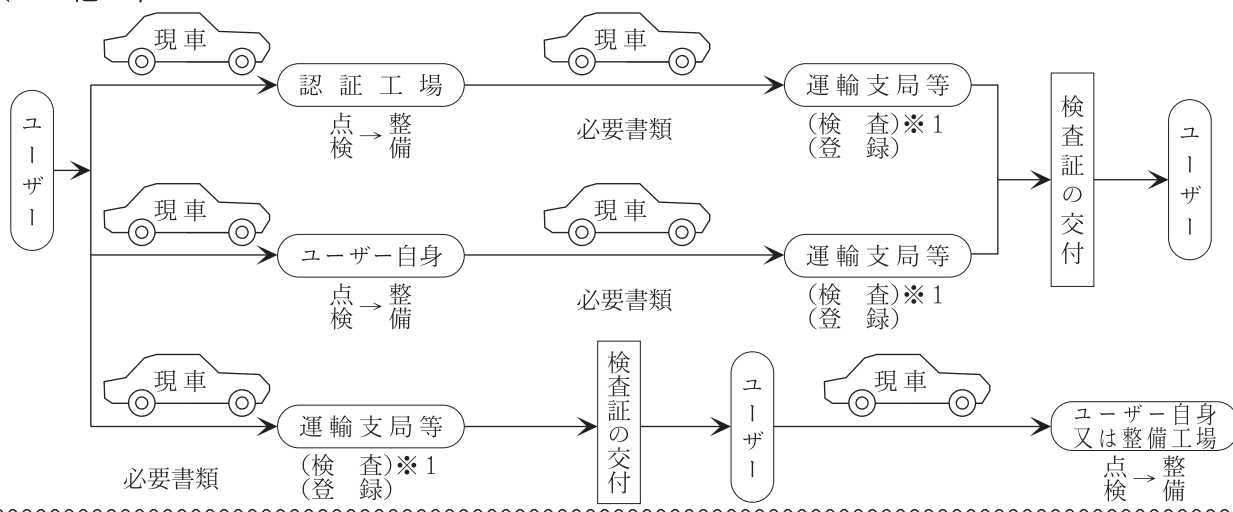 ユーザー
現車
認証工場
点検→整備
現車
必要書類
運輸支局等
(検 査)※1
(登 録)
現車
ユーザー自身
点検→整備
現車
必要書類
運輸支局等
(検 査)※1
(登 録)
検査証の交付
ユーザー
現車
必要書類
運輸支局等
(検 査)※1
(登 録)
検査証の交付
ユーザー
現車
ユーザー自身
又は整備工場
点検→整備